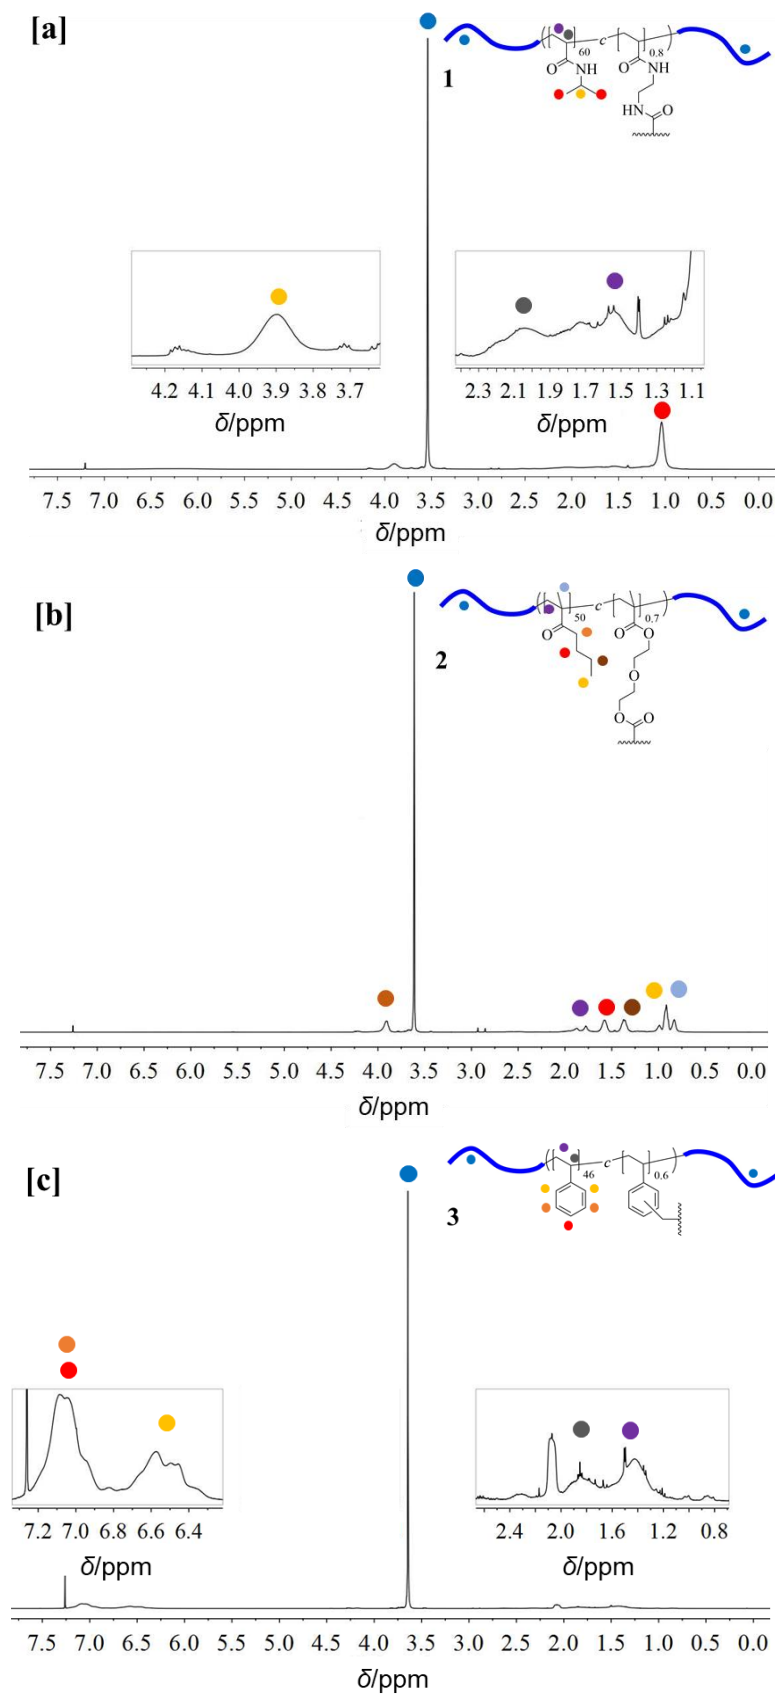 [a]
60 c 0.8
O NH O NH
1
HN O
4.2 4.1 4.0 3.9 3.8 3.7
δ/ppm
2.3 2.1 1.9 1.7 1.5 1.3 1.1
δ/ppm
7.5 7.0 6.5 6.0 5.5 5.0 4.5 4.0 3.5 3.0 2.5 2.0 1.5 1.0 0.5 0.0
δ/ppm
[b]
50 c 0.7
O O O
2
O
O O
7.5 7.0 6.5 6.0 5.5 5.0 4.5 4.0 3.5 3.0 2.5 2.0 1.5 1.0 0.5 0.0
δ/ppm
[c]
46 c 0.6
3
7.2 7.0 6.8 6.6 6.4
δ/ppm
2.4 2.0 1.6 1.2 0.8
δ/ppm
7.5 7.0 6.5 6.0 5.5 5.0 4.5 4.0 3.5 3.0 2.5 2.0 1.5 1.0 0.5 0.0
δ/ppm